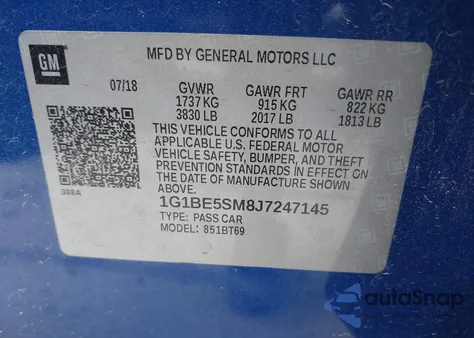 GM
MFD BY GENERAL MOTORS LLC
07/18 GVWR GAWR FRT GAWR RR
1737 KG 915 KG 822 KG
3830 LB 2017 LB 1813 LB
THIS VEHICLE CONFORMS TO ALL
APPLICABLE U.S. FEDERAL MOTOR
VEHICLE SAFETY, BUMPER, AND THEFT
PREVENTION STANDARDS IN EFFECT ON
THE DATE OF MANUFACTURE SHOWN
ABOVE.
388A
1G1BE5SM8J7247145
TYPE: PASS CAR
MODEL: 851BT69
autoSnap